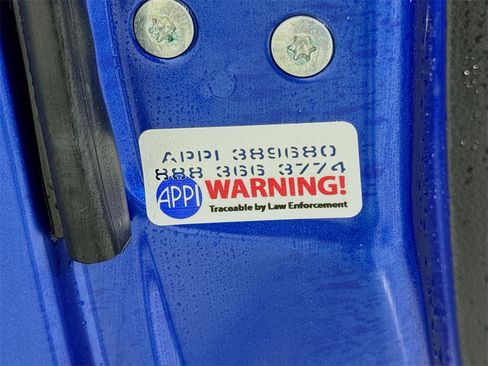 APPI 389680
888 366 3774
APPI WARNING!
Traceable by Law Enforcement